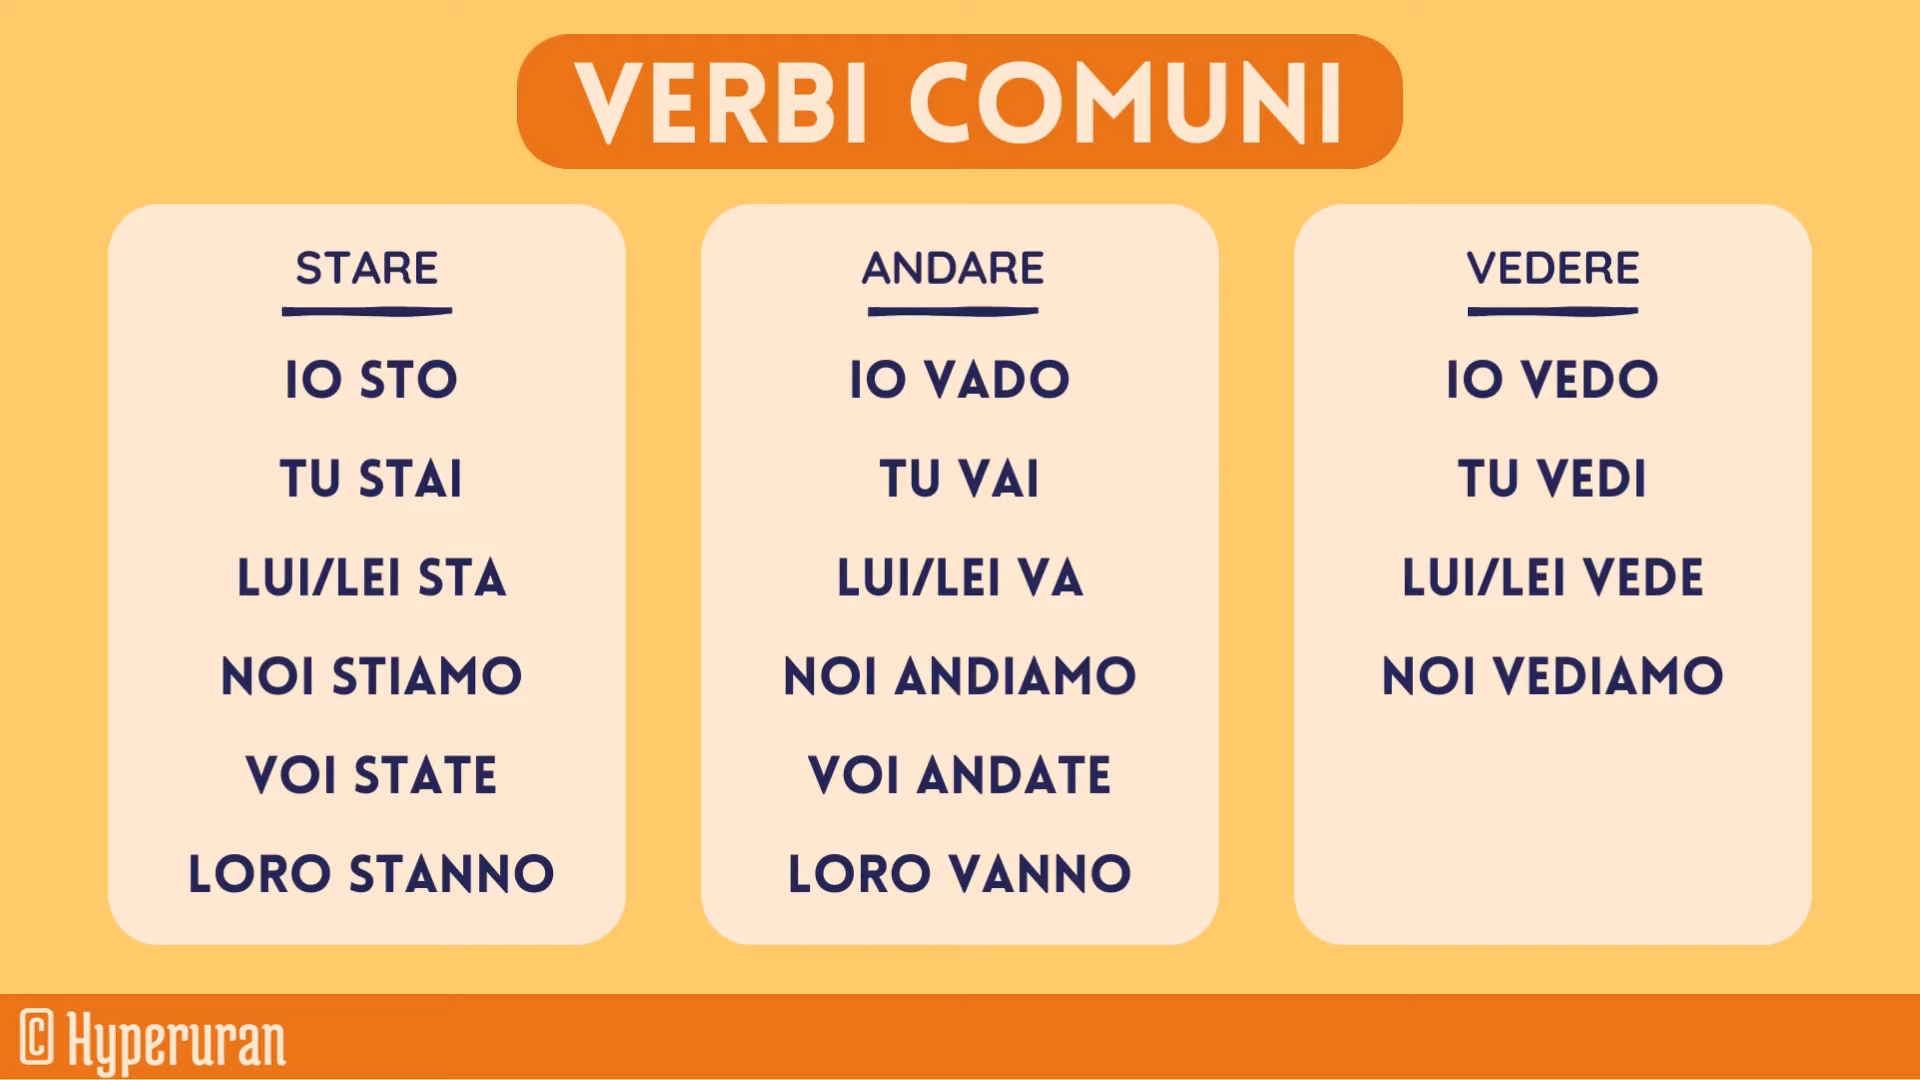 VERBI COMUNI
STARE
IO STO
TU STAI
LUI/LEI STA
NOI STIAMO
VOI STATE
LORO STANNO
ANDARE
IO VADO
TU VAI
LUI/LEI VA
NOI ANDIAMO
VOI ANDATE
LORO VANNO
VEDERE
IO VEDO
TU VEDI
LUI/LEI VEDE
NOI VEDIAMO
© Hyperuran